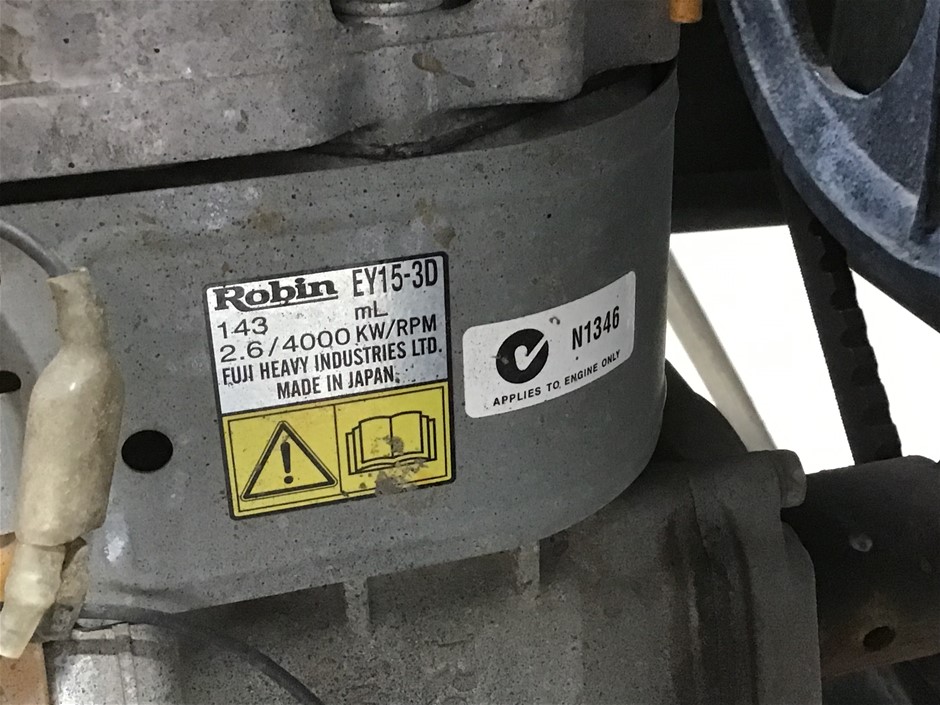 Robin EY15-3D
143 mL
2.6/4000 KW/RPM
FUJI HEAVY INDUSTRIES LTD.
MADE IN JAPAN.
N1346
APPLIES TO ENGINE ONLY